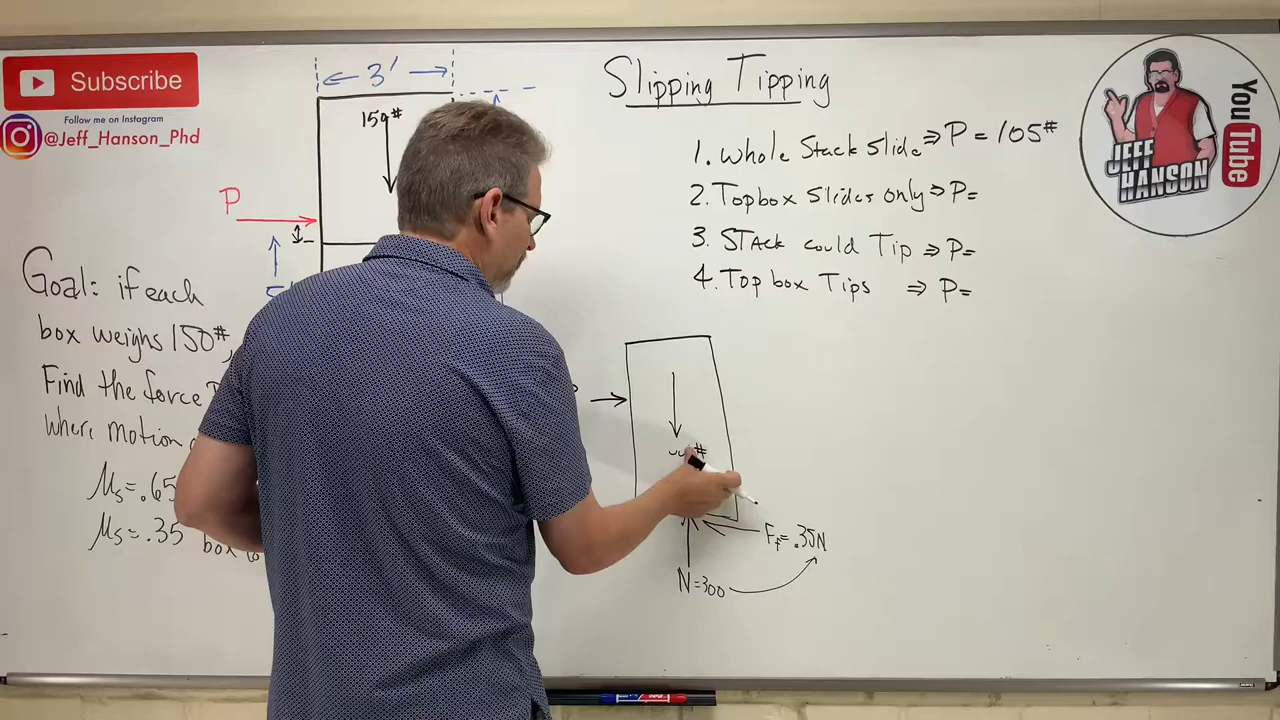 Subscribe
Follow me on Instagram
@Jeff_Hanson_Phd
3'
150#
P
Goal: if each
box weighs 150#,
Find the force
Where motion
μs=.65
μs=.35 box to
Slipping Tipping
1. Whole Stack Slide ⇒ P = 105#
2. Top box Slides only ⇒ P=
3. STAck could Tip ⇒ P=
4. Top box Tips ⇒ P=
Ff=.35N
N=300
JEFF
HANSON
YouTube